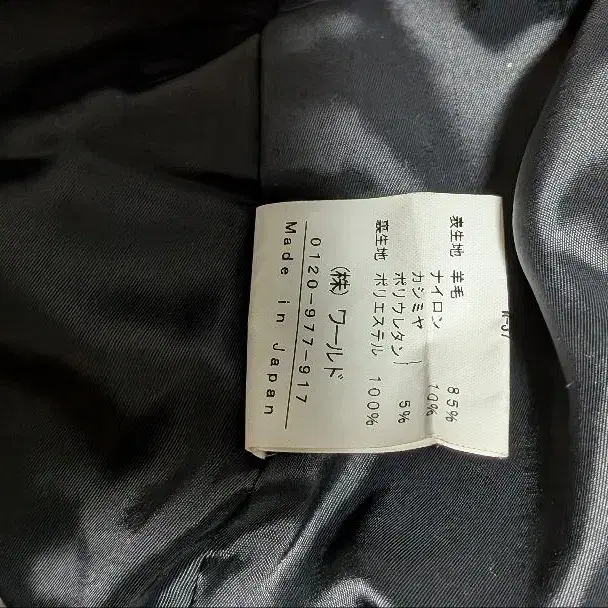 表生地 羊毛 85%
ナイロン 10%
カシミヤ
ポリウレタン 5%
裏生地 ポリエステル 100%
(株) ワールド
0120-977-917
Made in Japan